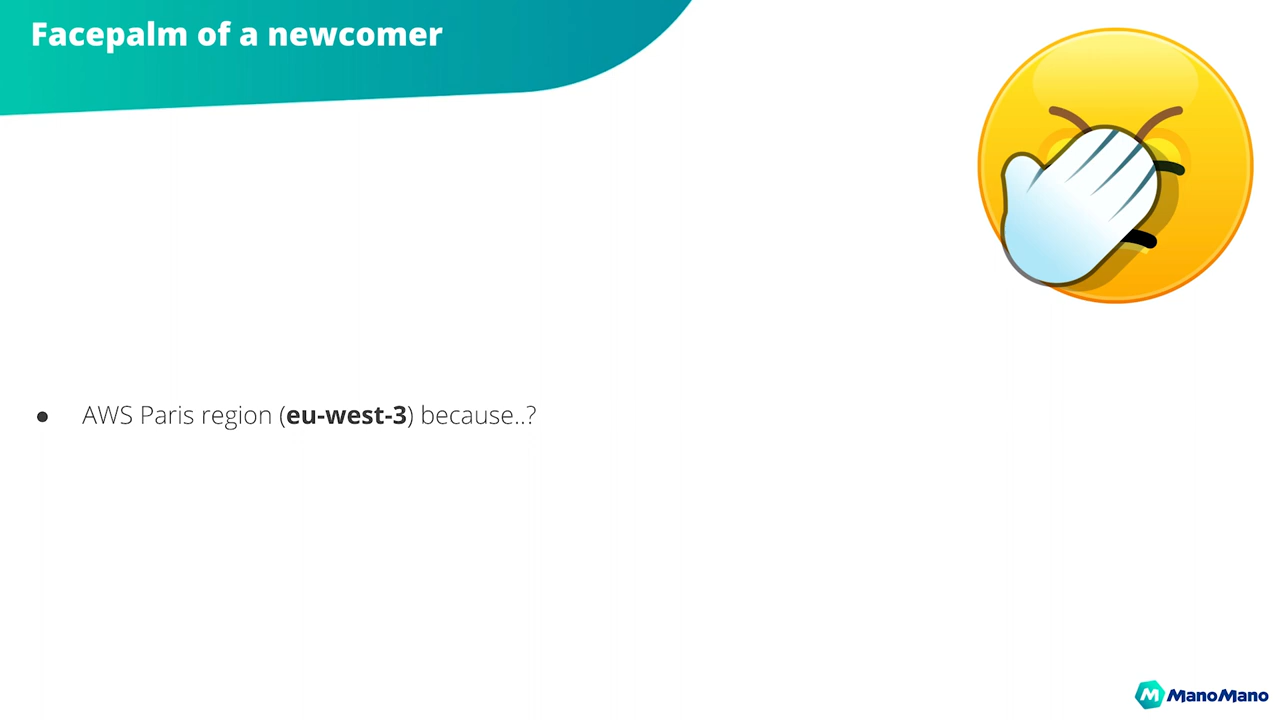 Facepalm of a newcomer
● AWS Paris region (eu-west-3) because..?
M ManoMano